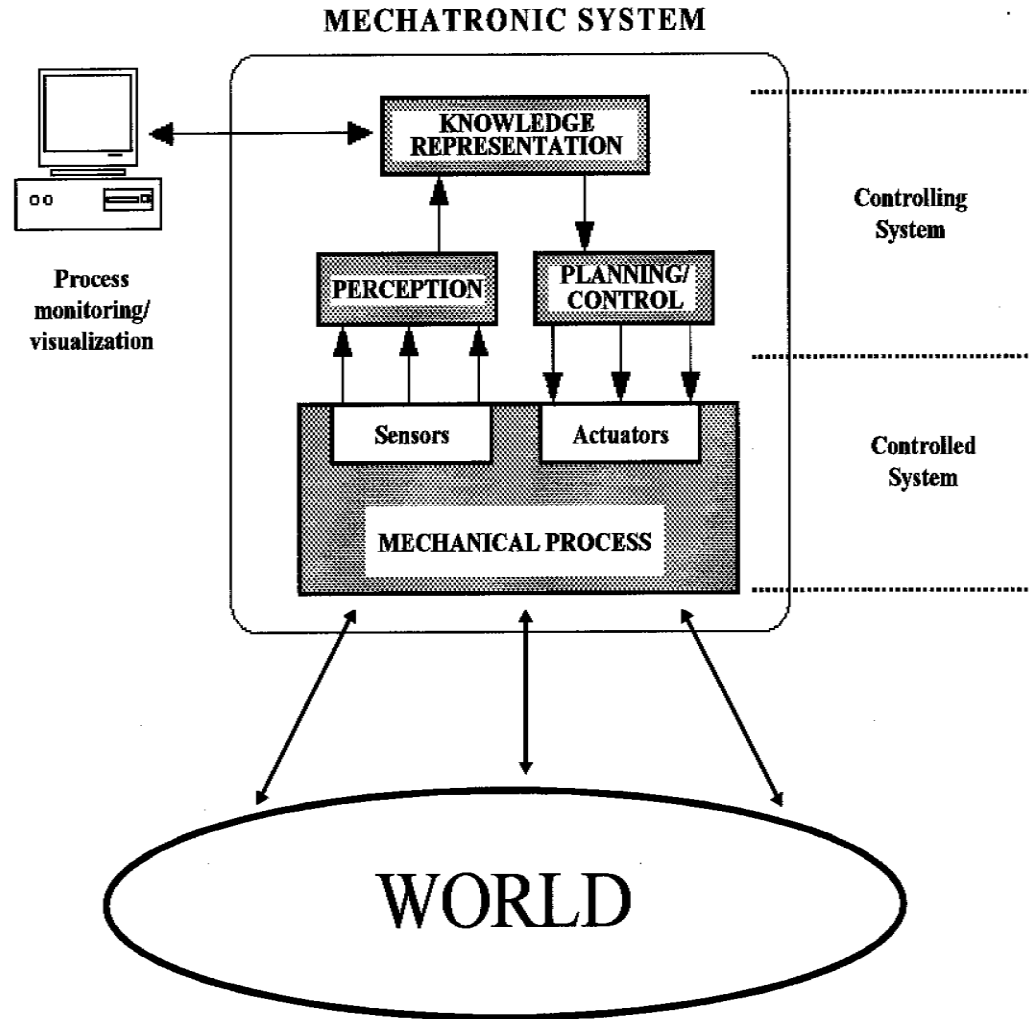 MECHATRONIC SYSTEM
KNOWLEDGE
REPRESENTATION
Process
monitoring/
visualization
PERCEPTION
PLANNING/
CONTROL
Controlling
System
Sensors
Actuators
MECHANICAL PROCESS
Controlled
System
WORLD